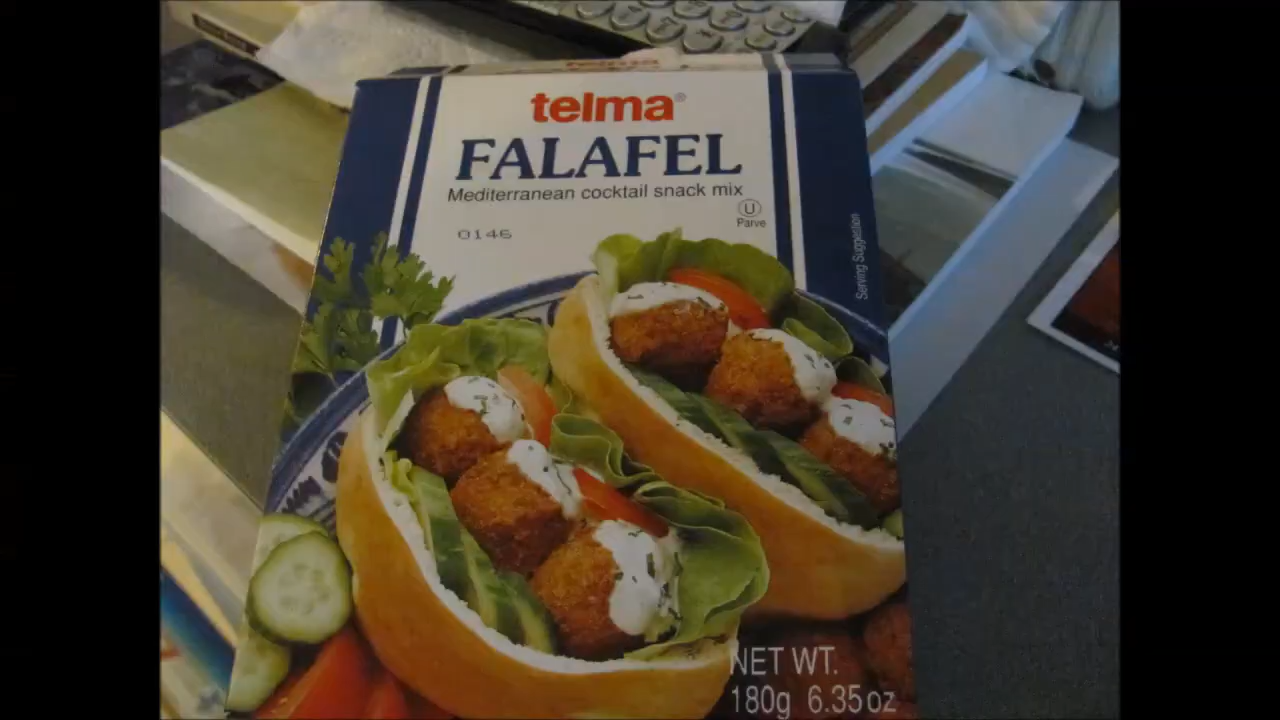 telma®
FALAFEL
Mediterranean cocktail snack mix
U
Parve
0146
Serving Suggestion
NET WT.
180g 6.35oz